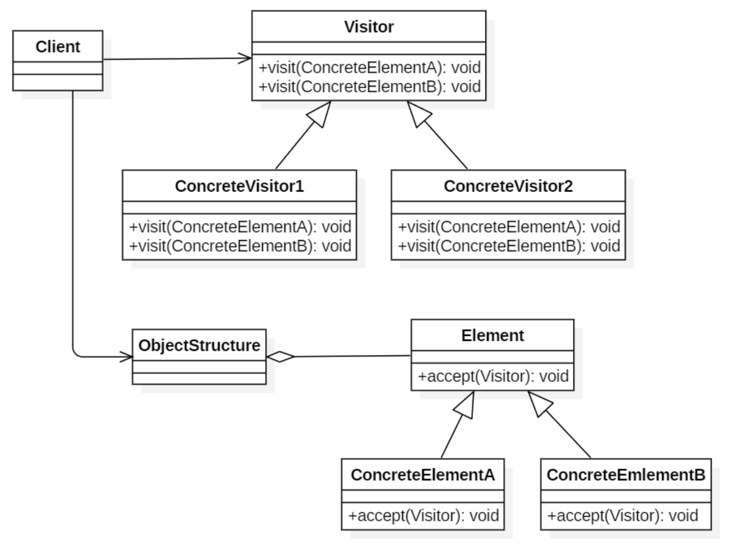 Client
Visitor
+visit(ConcreteElementA): void
+visit(ConcreteElementB): void
ConcreteVisitor1
+visit(ConcreteElementA): void
+visit(ConcreteElementB): void
ConcreteVisitor2
+visit(ConcreteElementA): void
+visit(ConcreteElementB): void
ObjectStructure
Element
+accept(Visitor): void
ConcreteElementA
+accept(Visitor): void
ConcreteEmlementB
+accept(Visitor): void